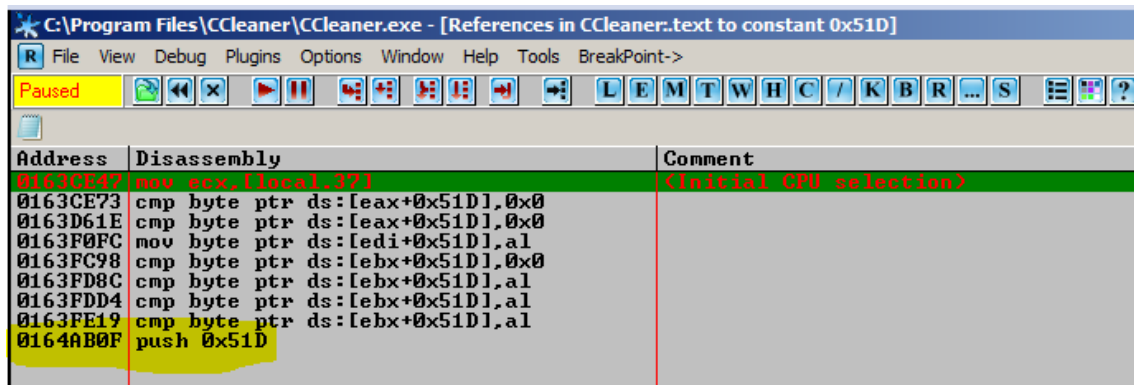 C:\Program Files\CCleaner\CCleaner.exe - [References in CCleaner:.text to constant 0x51D]
R File View Debug Plugins Options Window Help Tools BreakPoint->
Paused L E M T W H C / K B R ... S ?
Address Disassembly Comment
0163CE47 mov ecx,[local.37] (Initial CPU selection)
0163CE73 cmp byte ptr ds:[eax+0x51D],0x0
0163D61E cmp byte ptr ds:[eax+0x51D],0x0
0163F0FC mov byte ptr ds:[edi+0x51D],al
0163FC98 cmp byte ptr ds:[ebx+0x51D],0x0
0163FD8C cmp byte ptr ds:[ebx+0x51D],al
0163FDD4 cmp byte ptr ds:[ebx+0x51D],al
0163FE19 cmp byte ptr ds:[ebx+0x51D],al
0164AB0F push 0x51D